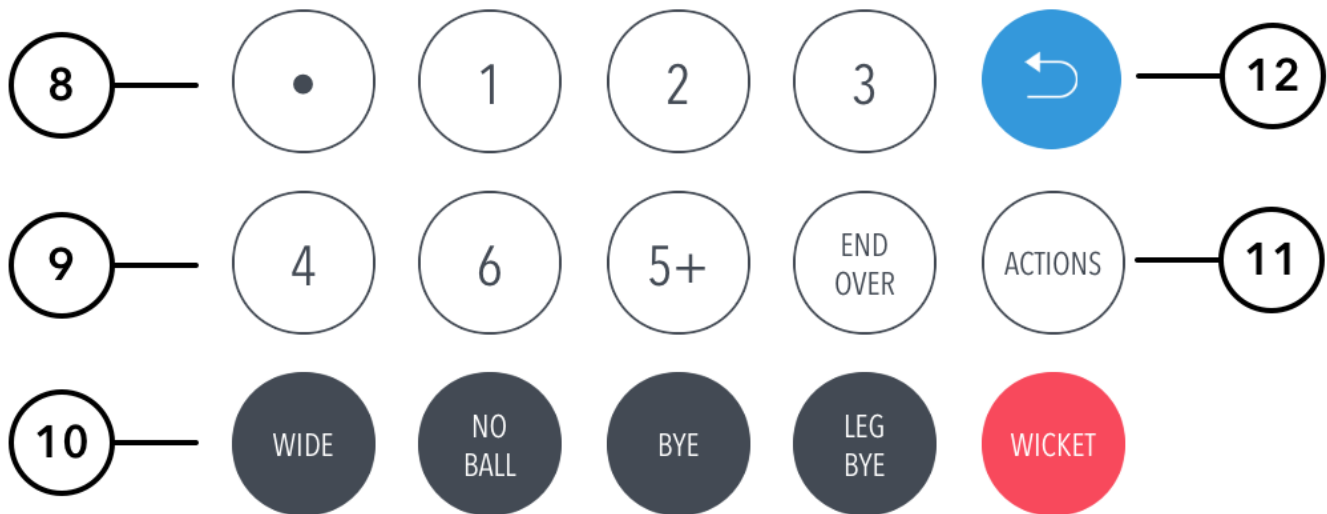 8 • 1 2 3 12
9 4 6 5+ END OVER ACTIONS 11
10 WIDE NO BALL BYE LEG BYE WICKET